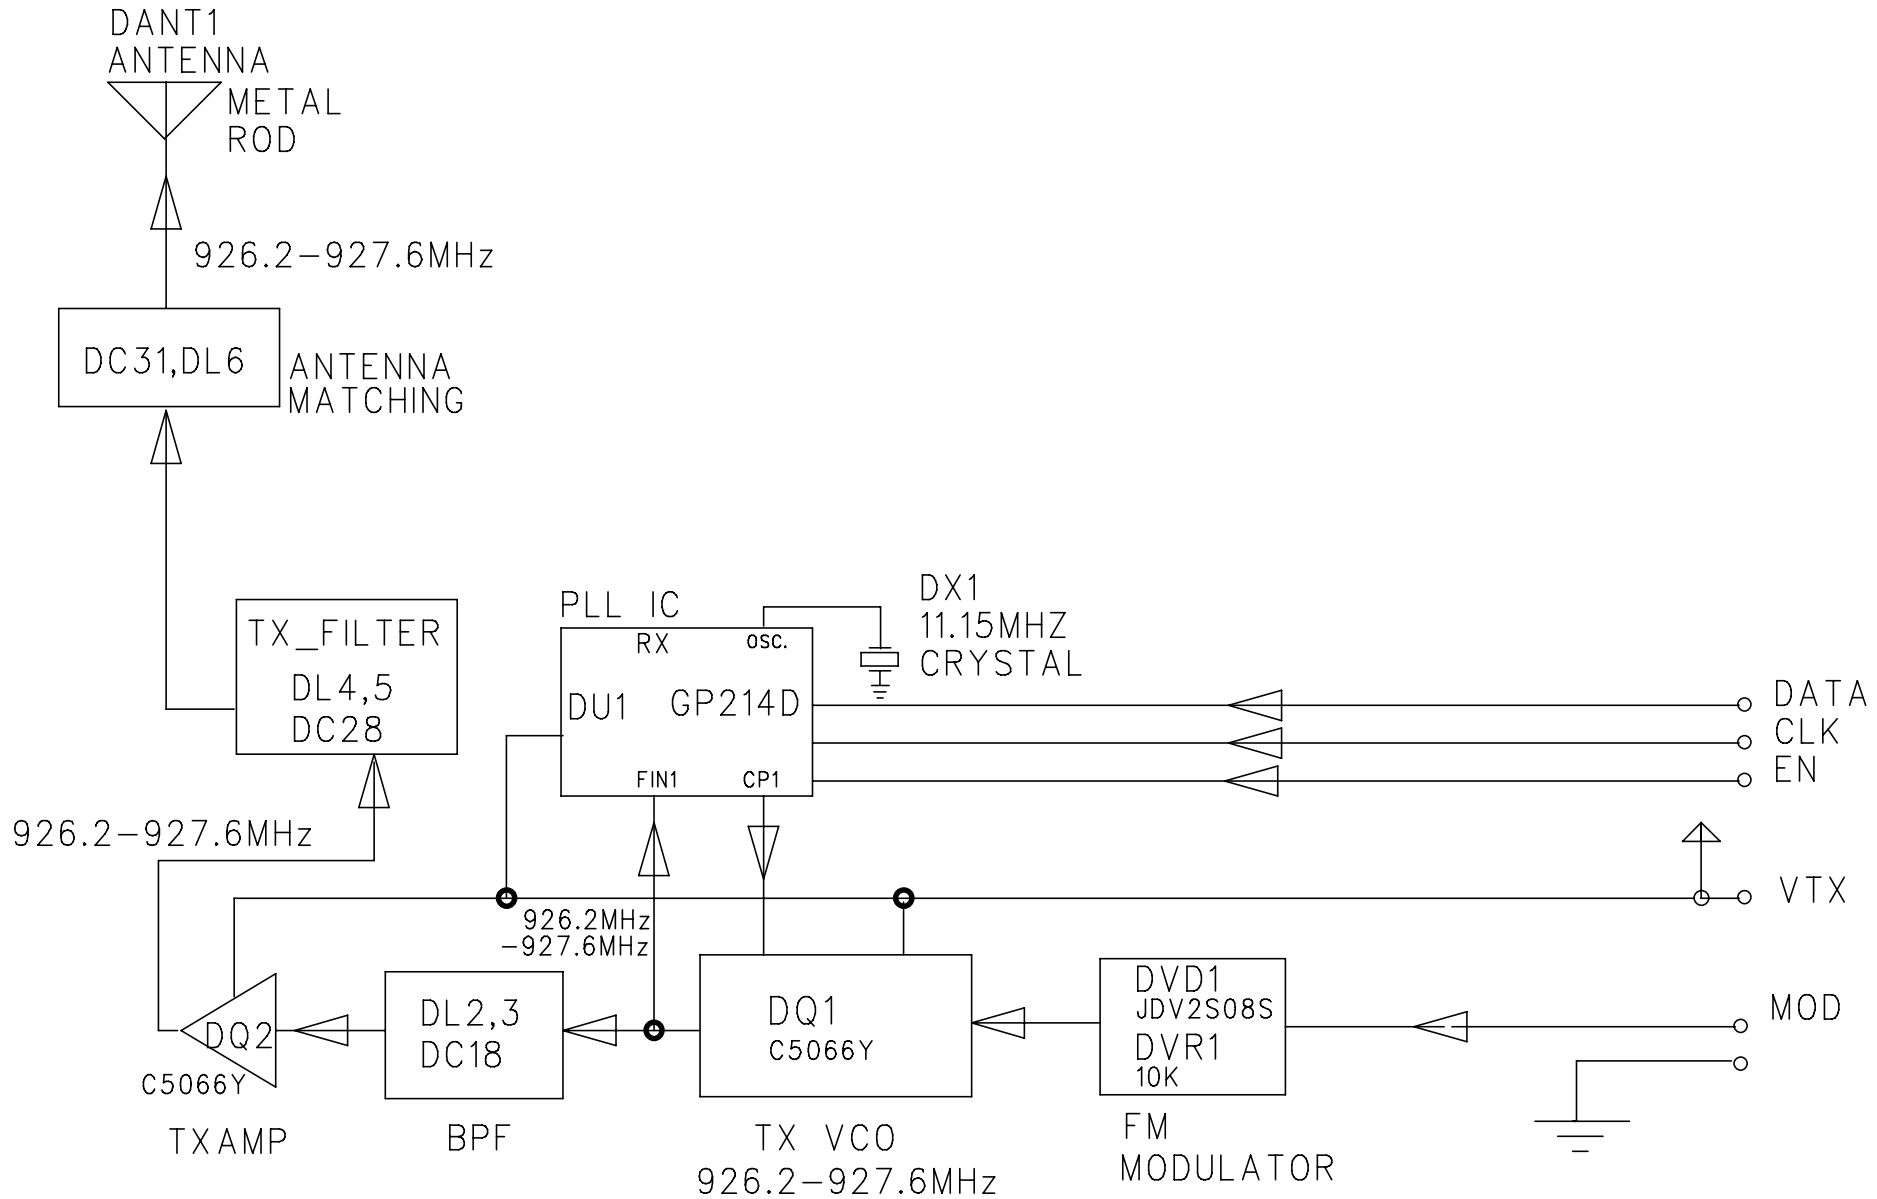 DANT1
ANTENNA
METAL
ROD
926.2-927.6MHz
DC31,DL6
ANTENNA
MATCHING
TX_FILTER
DL4,5
DC28
926.2-927.6MHz
PLL IC
RX
OSC.
DU1
GP214D
FIN1
CP1
DX1
11.15MHZ
CRYSTAL
DATA
CLK
EN
VTX
926.2MHz
-927.6MHz
DQ2
C5066Y
TXAMP
DL2,3
DC18
BPF
DQ1
C5066Y
TX VCO
926.2-927.6MHz
DVD1
JDV2S08S
DVR1
10K
FM
MODULATOR
MOD